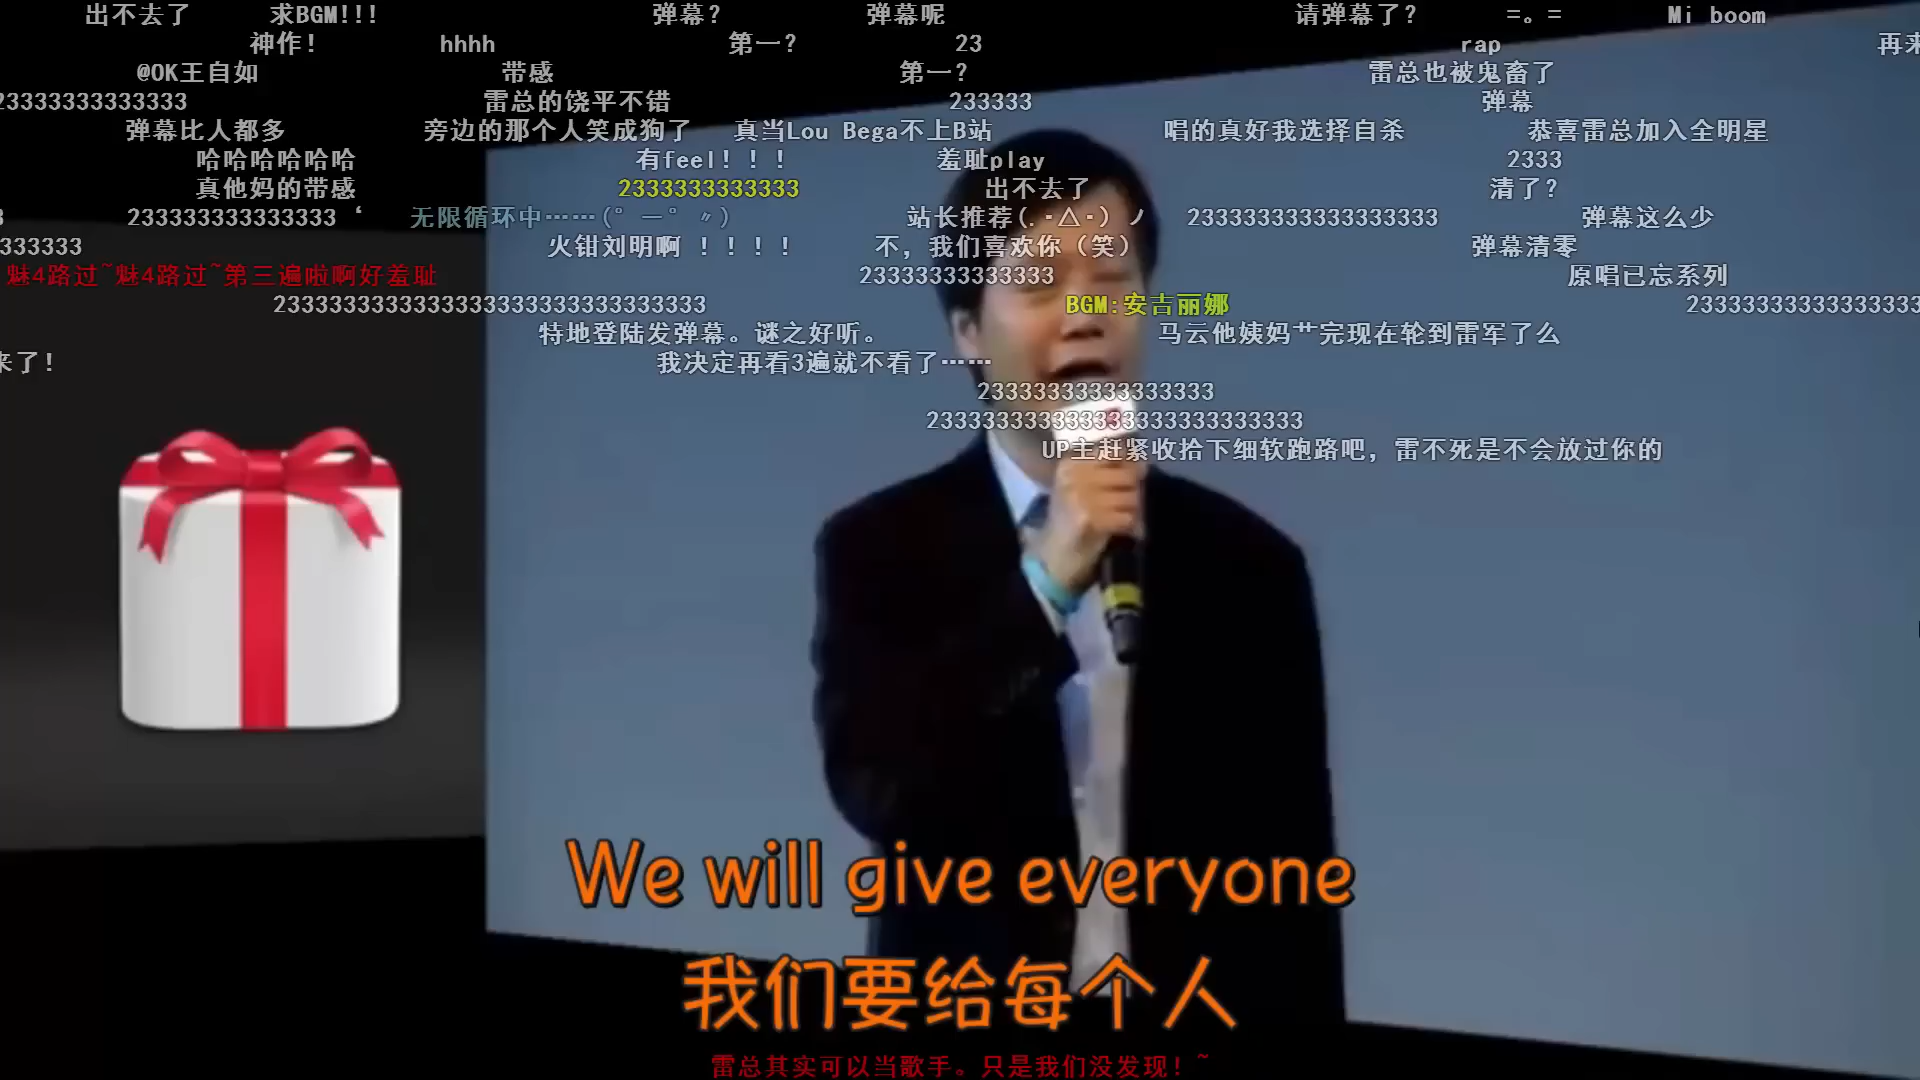 出不去了 求BGM!!! 弹幕? 弹幕呢 请弹幕了? =。= Mi boom
神作! hhhh 第一? 23 rap 再来
@OK王自如 带感 第一? 雷总也被鬼畜了
23333333333333 雷总的饶平不错 233333 弹幕
弹幕比人都多 旁边的那个人笑成狗了 真当Lou Bega不上B站 唱的真好我选择自杀 恭喜雷总加入全明星
哈哈哈哈哈哈 有feel!!! 羞耻play 2333
真他妈的带感 2333333333333 出不去了 清了?
3 233333333333333 ‘ 无限循环中……(°—°〃) 站长推荐(.·△·)ノ 233333333333333333 弹幕这么少
333333 火钳刘明啊 !!!! 不，我们喜欢你（笑） 弹幕清零
魅4路过~魅4路过~第三遍啦啊好羞耻 23333333333333 原唱已忘系列
2333333333333333333333333333333 BGM:安吉丽娜 23333333333333333
特地登陆发弹幕。谜之好听。 马云他姨妈艹完现在轮到雷军了么
来了! 我决定再看3遍就不看了……
23333333333333333
233333333333333333333333333
UP主赶紧收拾下细软跑路吧，雷不死是不会放过你的
We will give everyone
我们要给每个人
雷总其实可以当歌手。只是我们没发现!~